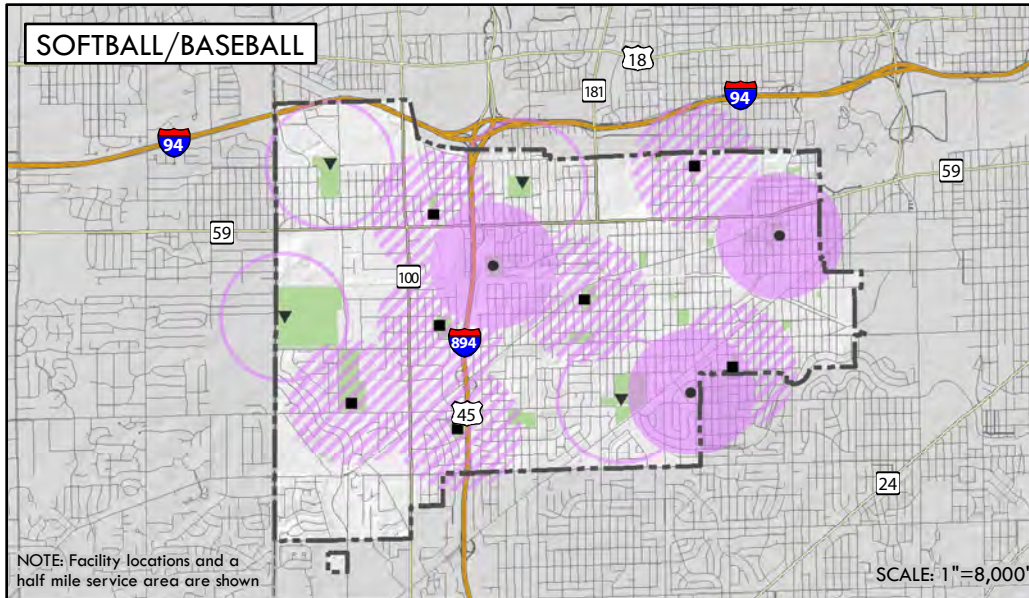 SOFTBALL/BASEBALL
18
181
94
94
59
59
100
894
45
24
NOTE: Facility locations and a
half mile service area are shown
SCALE: 1"=8,000'